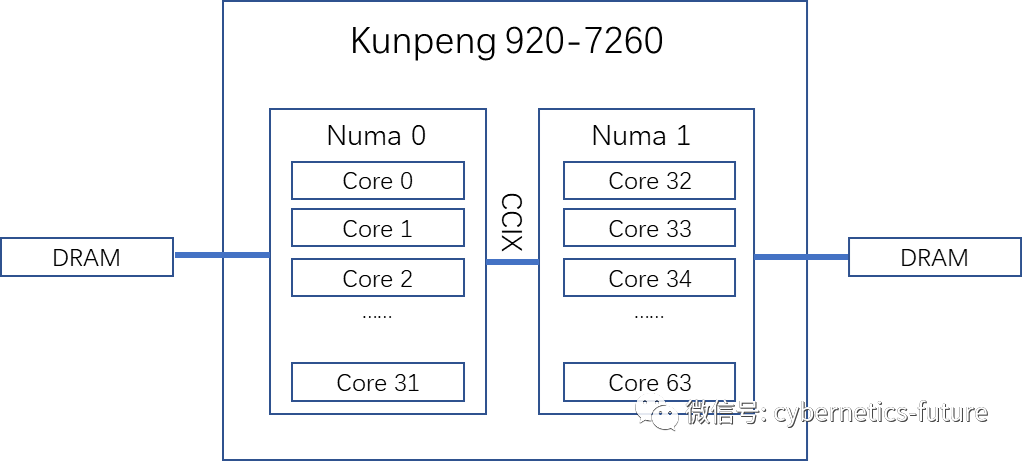 Kunpeng 920-7260
Numa 0
Core 0
Core 1
Core 2
......
Core 31
CCIX
Numa 1
Core 32
Core 33
Core 34
......
Core 63
DRAM
DRAM
微信号: cybernetics-future